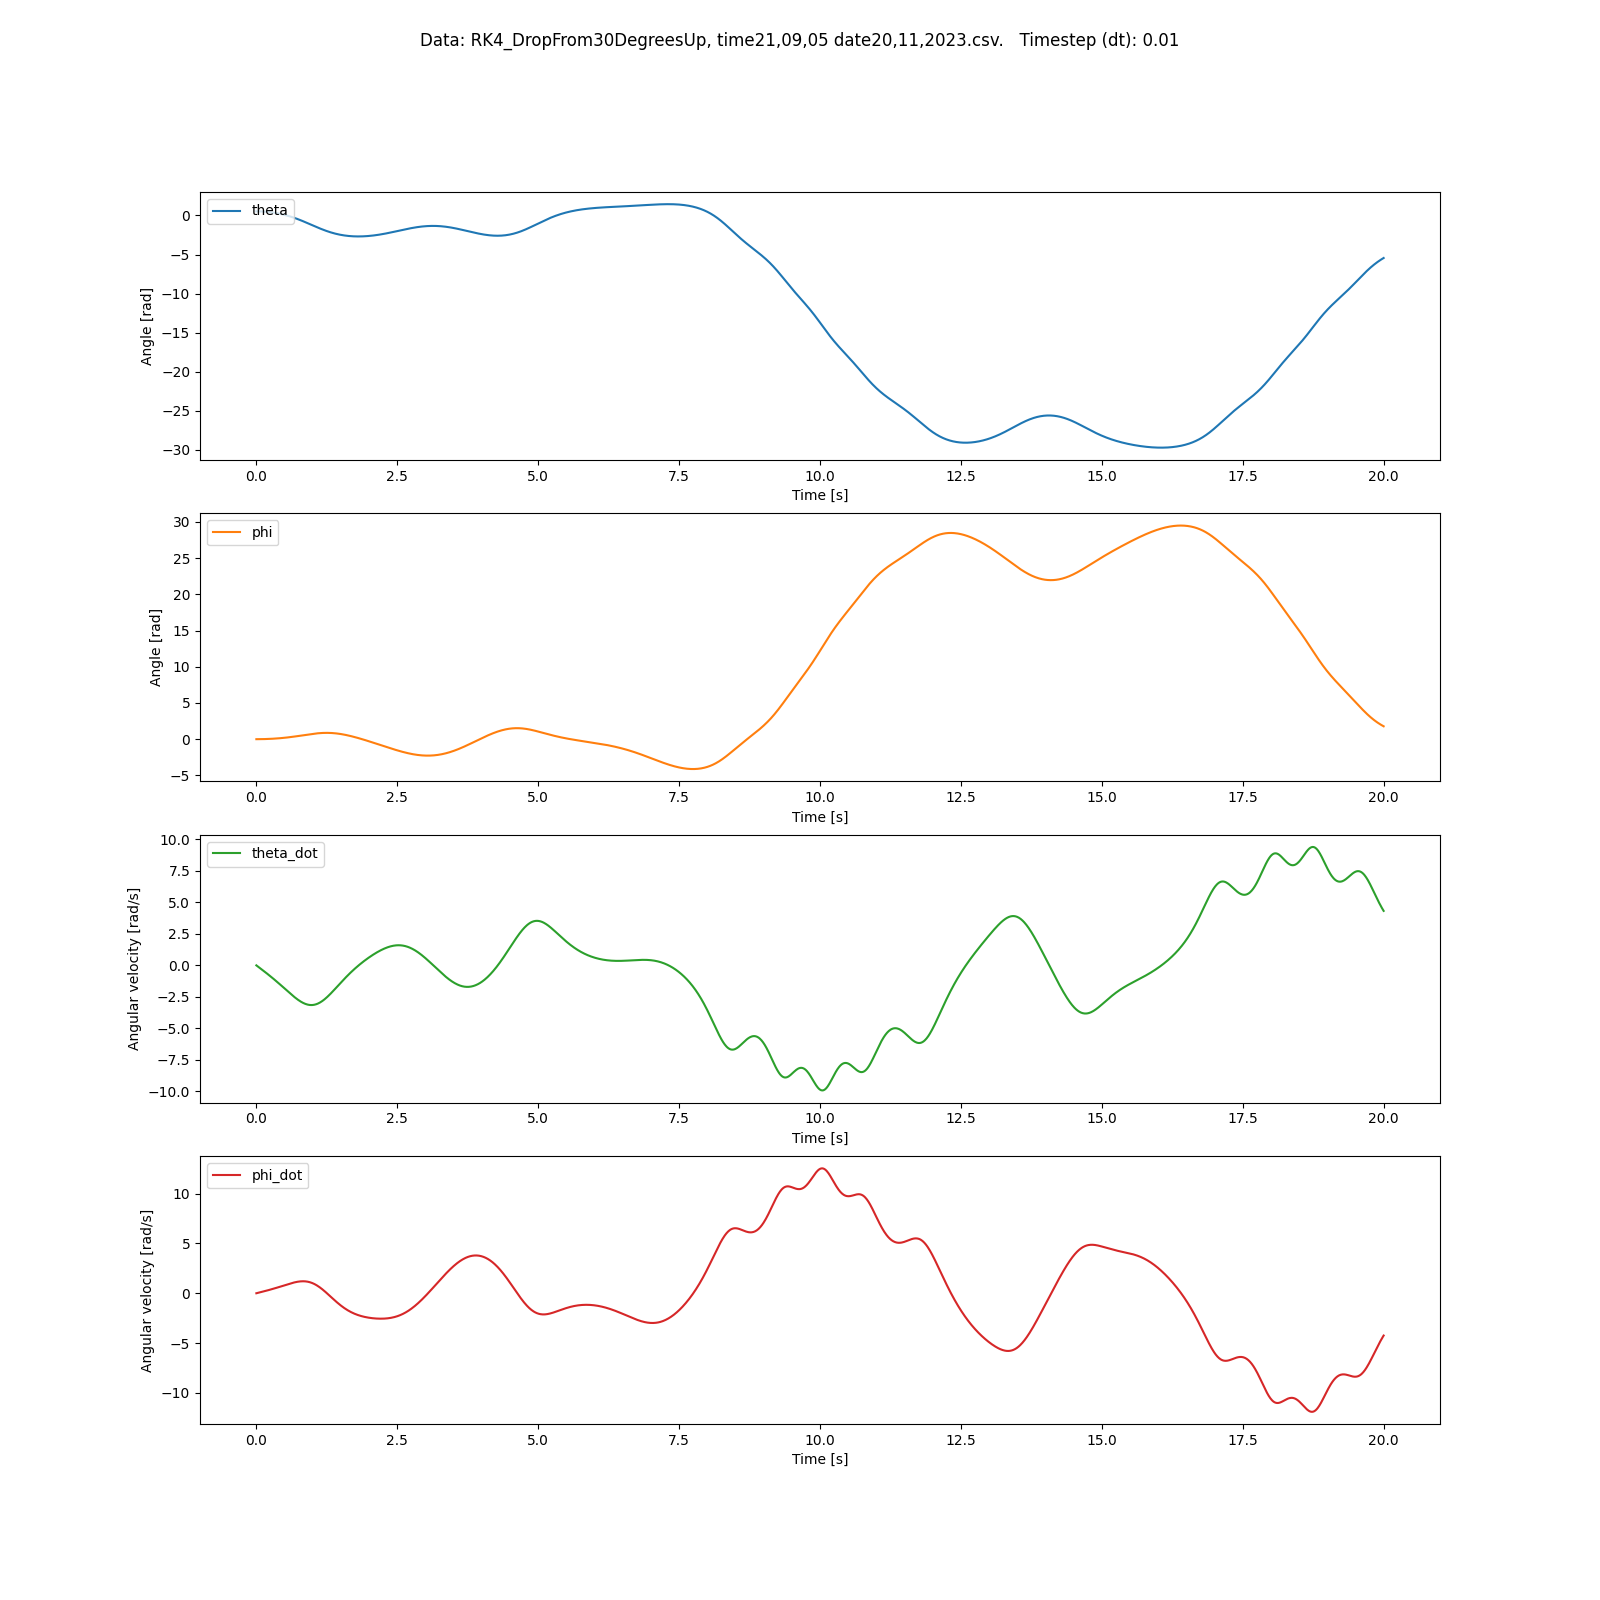 Data: RK4_DropFrom30DegreesUp, time21,09,05 date20,11,2023.csv.   Timestep (dt): 0.01
theta
Angle [rad]
0
−5
−10
−15
−20
−25
−30
0.0 2.5 5.0 7.5 10.0 12.5 15.0 17.5 20.0
Time [s]
phi
Angle [rad]
30
25
20
15
10
5
0
−5
0.0 2.5 5.0 7.5 10.0 12.5 15.0 17.5 20.0
Time [s]
theta_dot
Angular velocity [rad/s]
10.0
7.5
5.0
2.5
0.0
−2.5
−5.0
−7.5
−10.0
0.0 2.5 5.0 7.5 10.0 12.5 15.0 17.5 20.0
Time [s]
phi_dot
Angular velocity [rad/s]
10
5
0
−5
−10
0.0 2.5 5.0 7.5 10.0 12.5 15.0 17.5 20.0
Time [s]